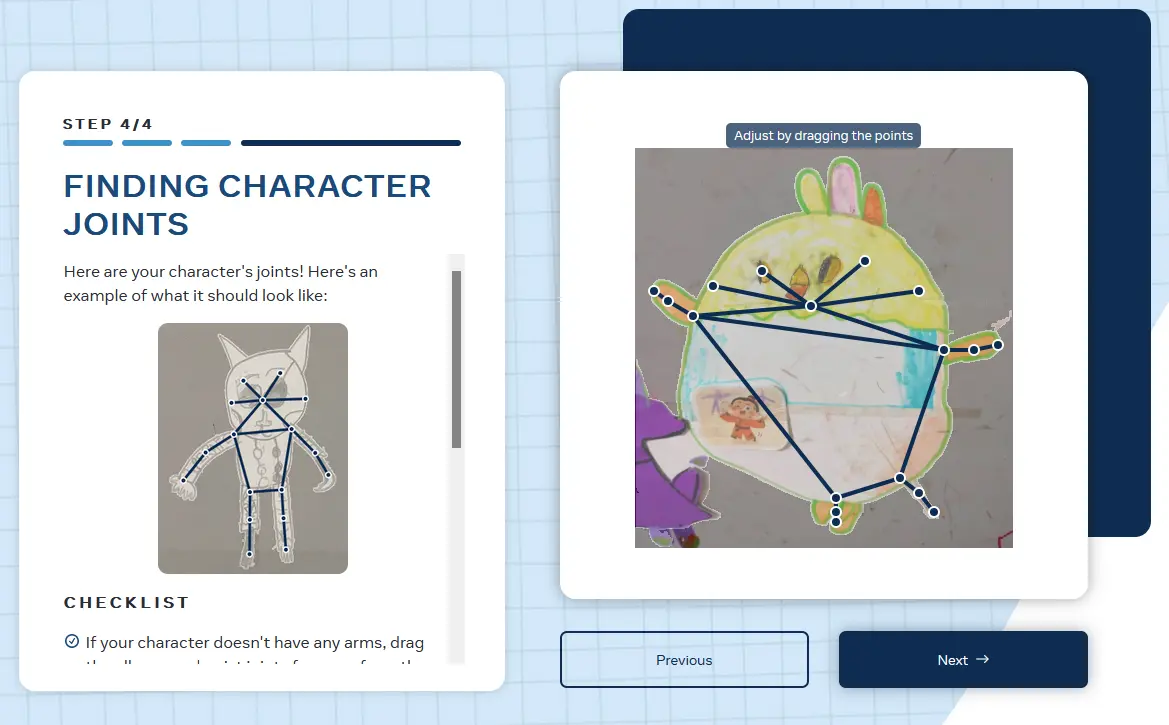 STEP 4/4
FINDING CHARACTER
JOINTS
Here are your character's joints! Here's an
example of what it should look like:
CHECKLIST
If your character doesn't have any arms, drag
Adjust by dragging the points
Previous
Next →